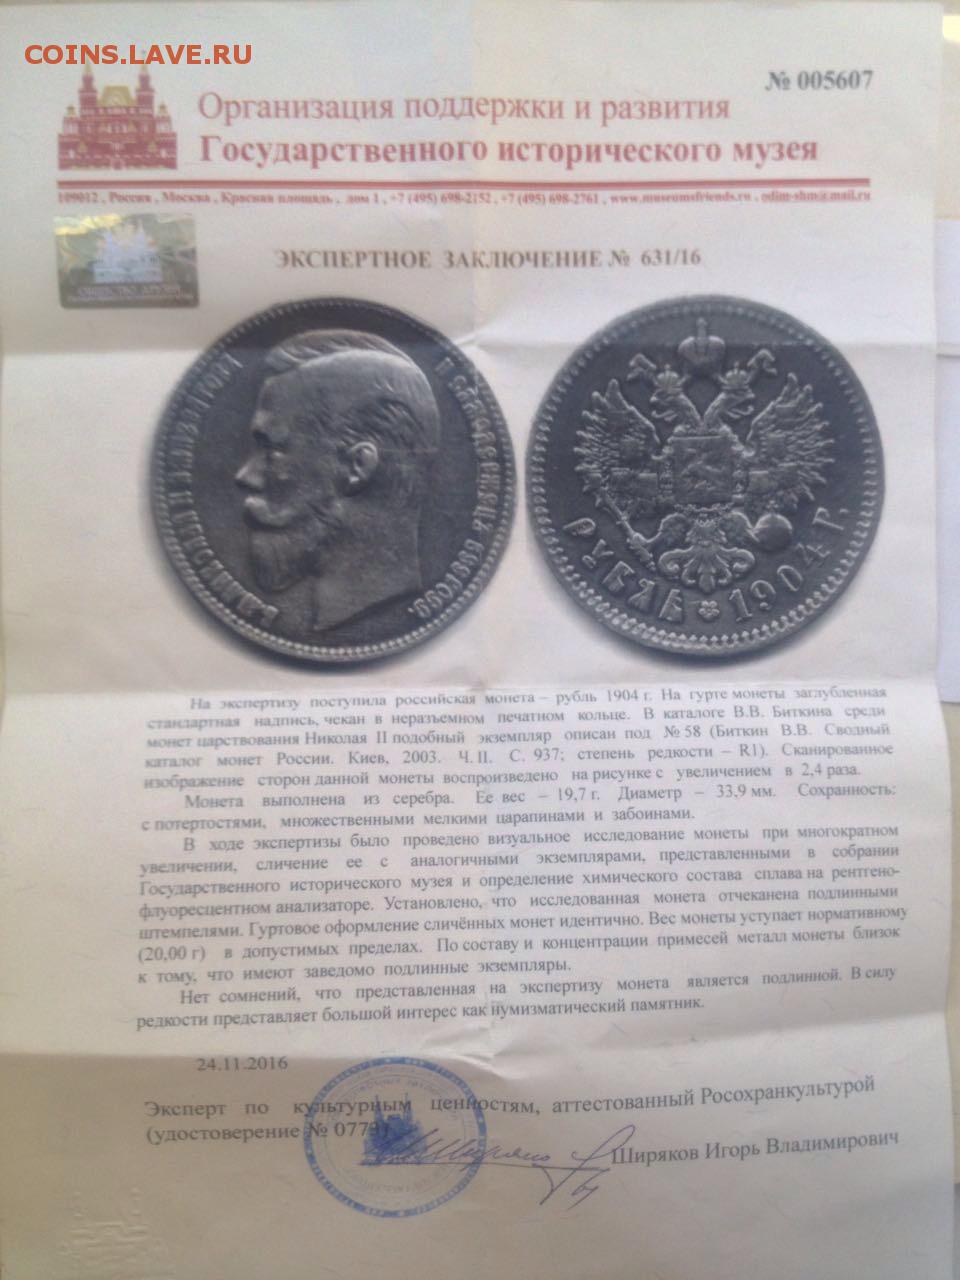 COINS.LAVE.RU
№ 005607
Организация поддержки и развития
Государственного исторического музея
109012 , Россия , Москва , Красная площадь , дом 1 , +7 (495) 698-2152 , +7 (495) 698-2761 , www.museumsfriends.ru , odim-shm@mail.ru
ЭКСПЕРТНОЕ ЗАКЛЮЧЕНИЕ № 631/16
РУБЛЬ 1904 Г.
На экспертизу поступила российская монета – рубль 1904 г. На гурте монеты заглубленная
стандартная надпись, чекан в неразъемном печатном кольце. В каталоге В.В. Биткина среди
монет царствования Николая II подобный экземпляр описан под № 58 (Биткин В.В. Сводный
каталог монет России. Киев, 2003. Ч. II. С. 937; степень редкости – R1). Сканированное
изображение сторон данной монеты воспроизведено на рисунке с увеличением в 2,4 раза.
Монета выполнена из серебра. Ее вес – 19,7 г. Диаметр – 33,9 мм. Сохранность:
с потертостями, множественными мелкими царапинами и забоинами.
В ходе экспертизы было проведено визуальное исследование монеты при многократном
увеличении, сличение ее с аналогичными экземплярами, представленными в собрании
Государственного исторического музея и определение химического состава сплава на рентгено-
флуоресцентном анализаторе. Установлено, что исследованная монета отчеканена подлинными
штемпелями. Гуртовое оформление сличённых монет идентично. Вес монеты уступает нормативному
(20,00 г) в допустимых пределах. По составу и концентрации примесей металл монеты близок
к тому, что имеют заведомо подлинные экземпляры.
Нет сомнений, что представленная на экспертизу монета является подлинной. В силу
редкости представляет большой интерес как нумизматический памятник.
24.11.2016
Эксперт по культурным ценностям, аттестованный Росохранкультурой
(удостоверение № 0779)
Ширяков Игорь Владимирович